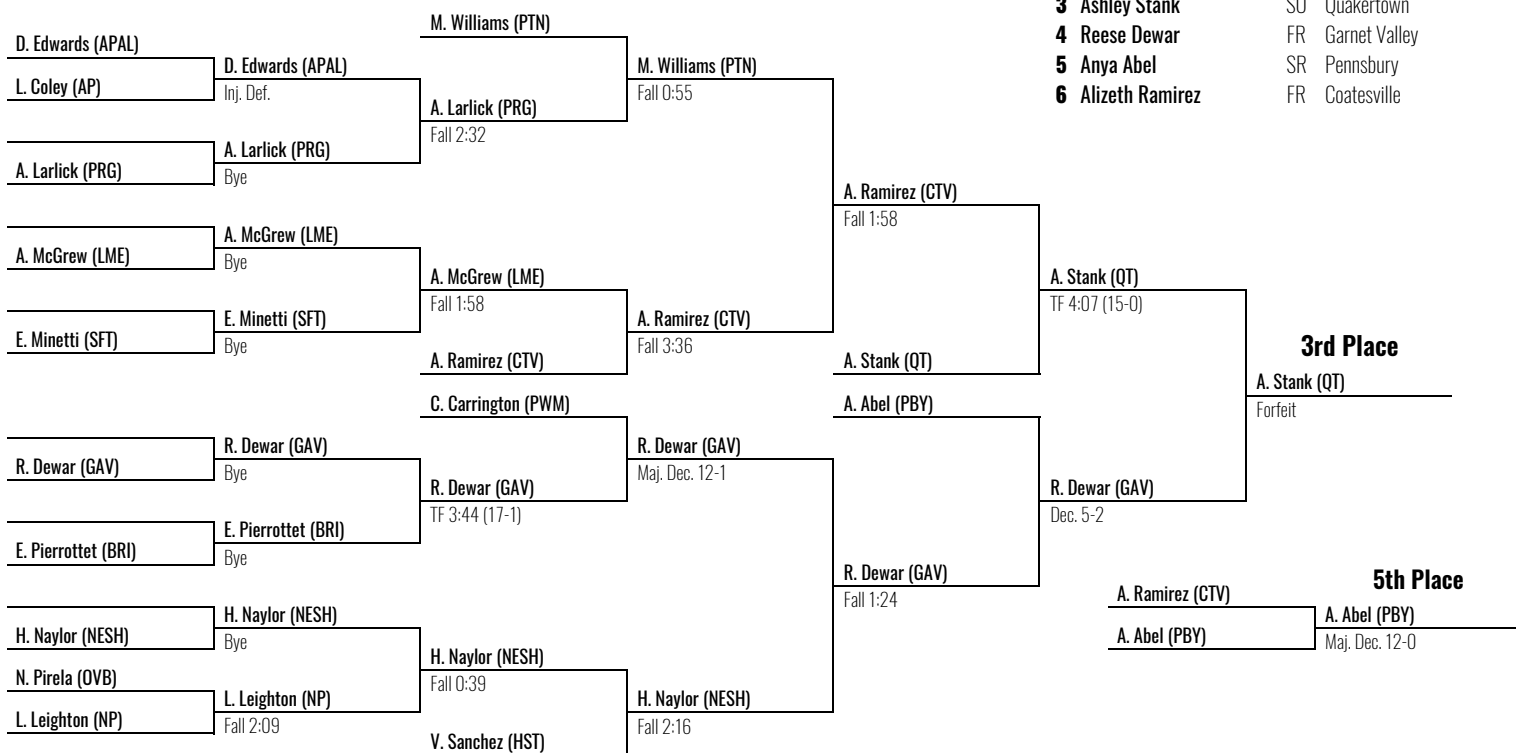 3 Ashley Stank SO Quakertown
4 Reese Dewar FR Garnet Valley
5 Anya Abel SR Pennsbury
6 Alizeth Ramirez FR Coatesville
D. Edwards (APAL)
L. Coley (AP)
A. Larlick (PRG)
A. McGrew (LME)
E. Minetti (SFT)
R. Dewar (GAV)
E. Pierrottet (BRI)
H. Naylor (NESH)
N. Pirela (OVB)
L. Leighton (NP)
D. Edwards (APAL)
Inj. Def.
A. Larlick (PRG)
Bye
A. McGrew (LME)
Bye
E. Minetti (SFT)
Bye
R. Dewar (GAV)
Bye
E. Pierrottet (BRI)
Bye
H. Naylor (NESH)
Bye
L. Leighton (NP)
Fall 2:09
M. Williams (PTN)
A. Larlick (PRG)
Fall 2:32
A. McGrew (LME)
Fall 1:58
A. Ramirez (CTV)
C. Carrington (PWM)
R. Dewar (GAV)
TF 3:44 (17-1)
H. Naylor (NESH)
Fall 0:39
V. Sanchez (HST)
M. Williams (PTN)
Fall 0:55
A. Ramirez (CTV)
Fall 3:36
R. Dewar (GAV)
Maj. Dec. 12-1
H. Naylor (NESH)
Fall 2:16
A. Ramirez (CTV)
Fall 1:58
A. Stank (QT)
A. Abel (PBY)
R. Dewar (GAV)
Fall 1:24
A. Stank (QT)
TF 4:07 (15-0)
R. Dewar (GAV)
Dec. 5-2
3rd Place
A. Stank (QT)
Forfeit
5th Place
A. Ramirez (CTV)
A. Abel (PBY)
A. Abel (PBY)
Maj. Dec. 12-0